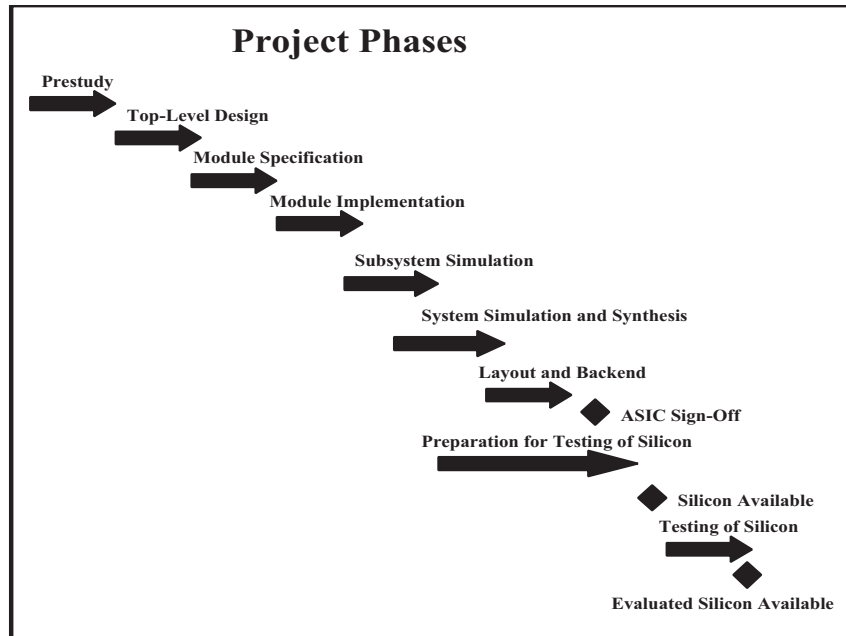 Project Phases
Prestudy
Top-Level Design
Module Specification
Module Implementation
Subsystem Simulation
System Simulation and Synthesis
Layout and Backend
ASIC Sign-Off
Preparation for Testing of Silicon
Silicon Available
Testing of Silicon
Evaluated Silicon Available